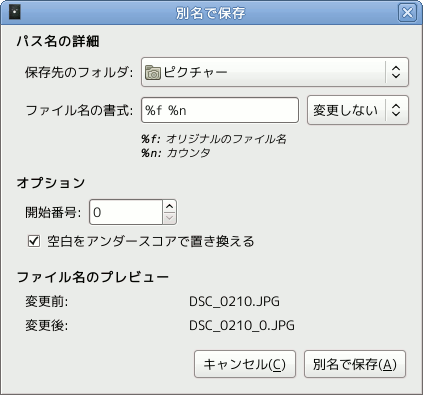 別名で保存
パス名の詳細
保存先のフォルダ: ピクチャー
ファイル名の書式: %f %n 変更しない
%f: オリジナルのファイル名
%n: カウンタ
オプション
開始番号: 0
空白をアンダースコアで置き換える
ファイル名のプレビュー
変更前: DSC_0210.JPG
変更後: DSC_0210_0.JPG
キャンセル(C) 別名で保存(A)